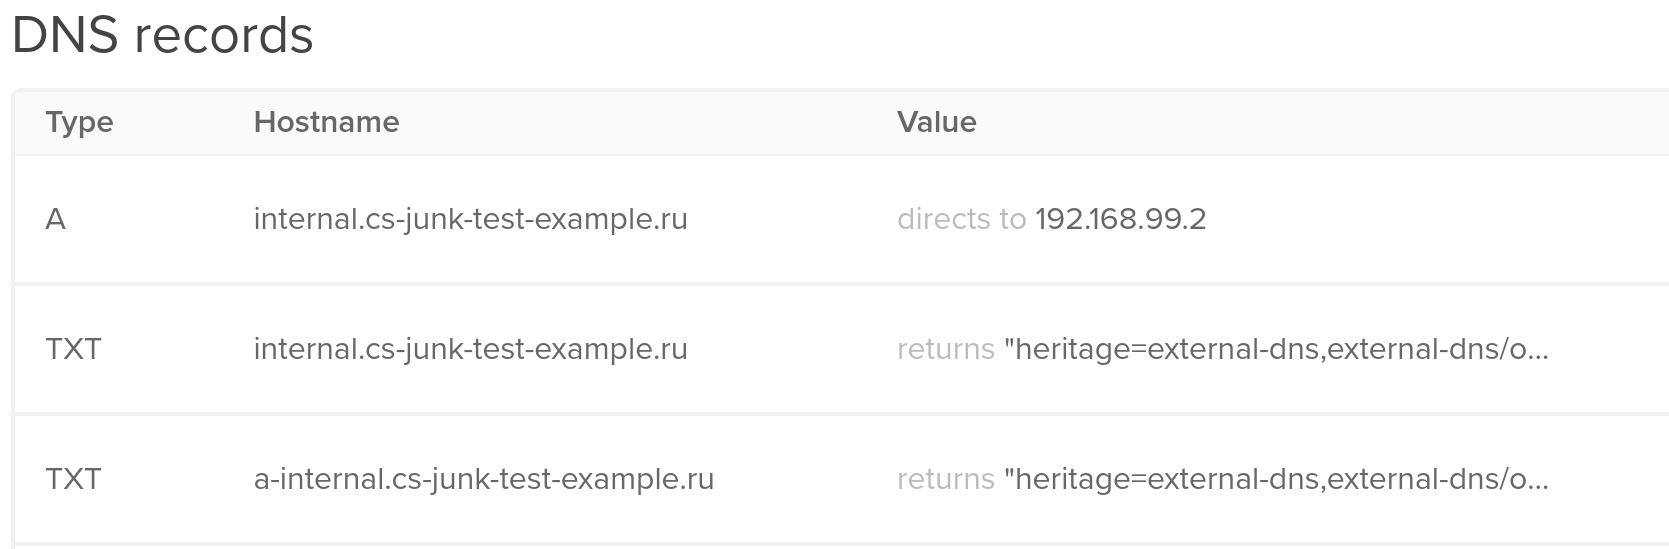 DNS records
Type Hostname Value
A internal.cs-junk-test-example.ru directs to 192.168.99.2
TXT internal.cs-junk-test-example.ru returns "heritage=external-dns,external-dns/o...
TXT a-internal.cs-junk-test-example.ru returns "heritage=external-dns,external-dns/o...